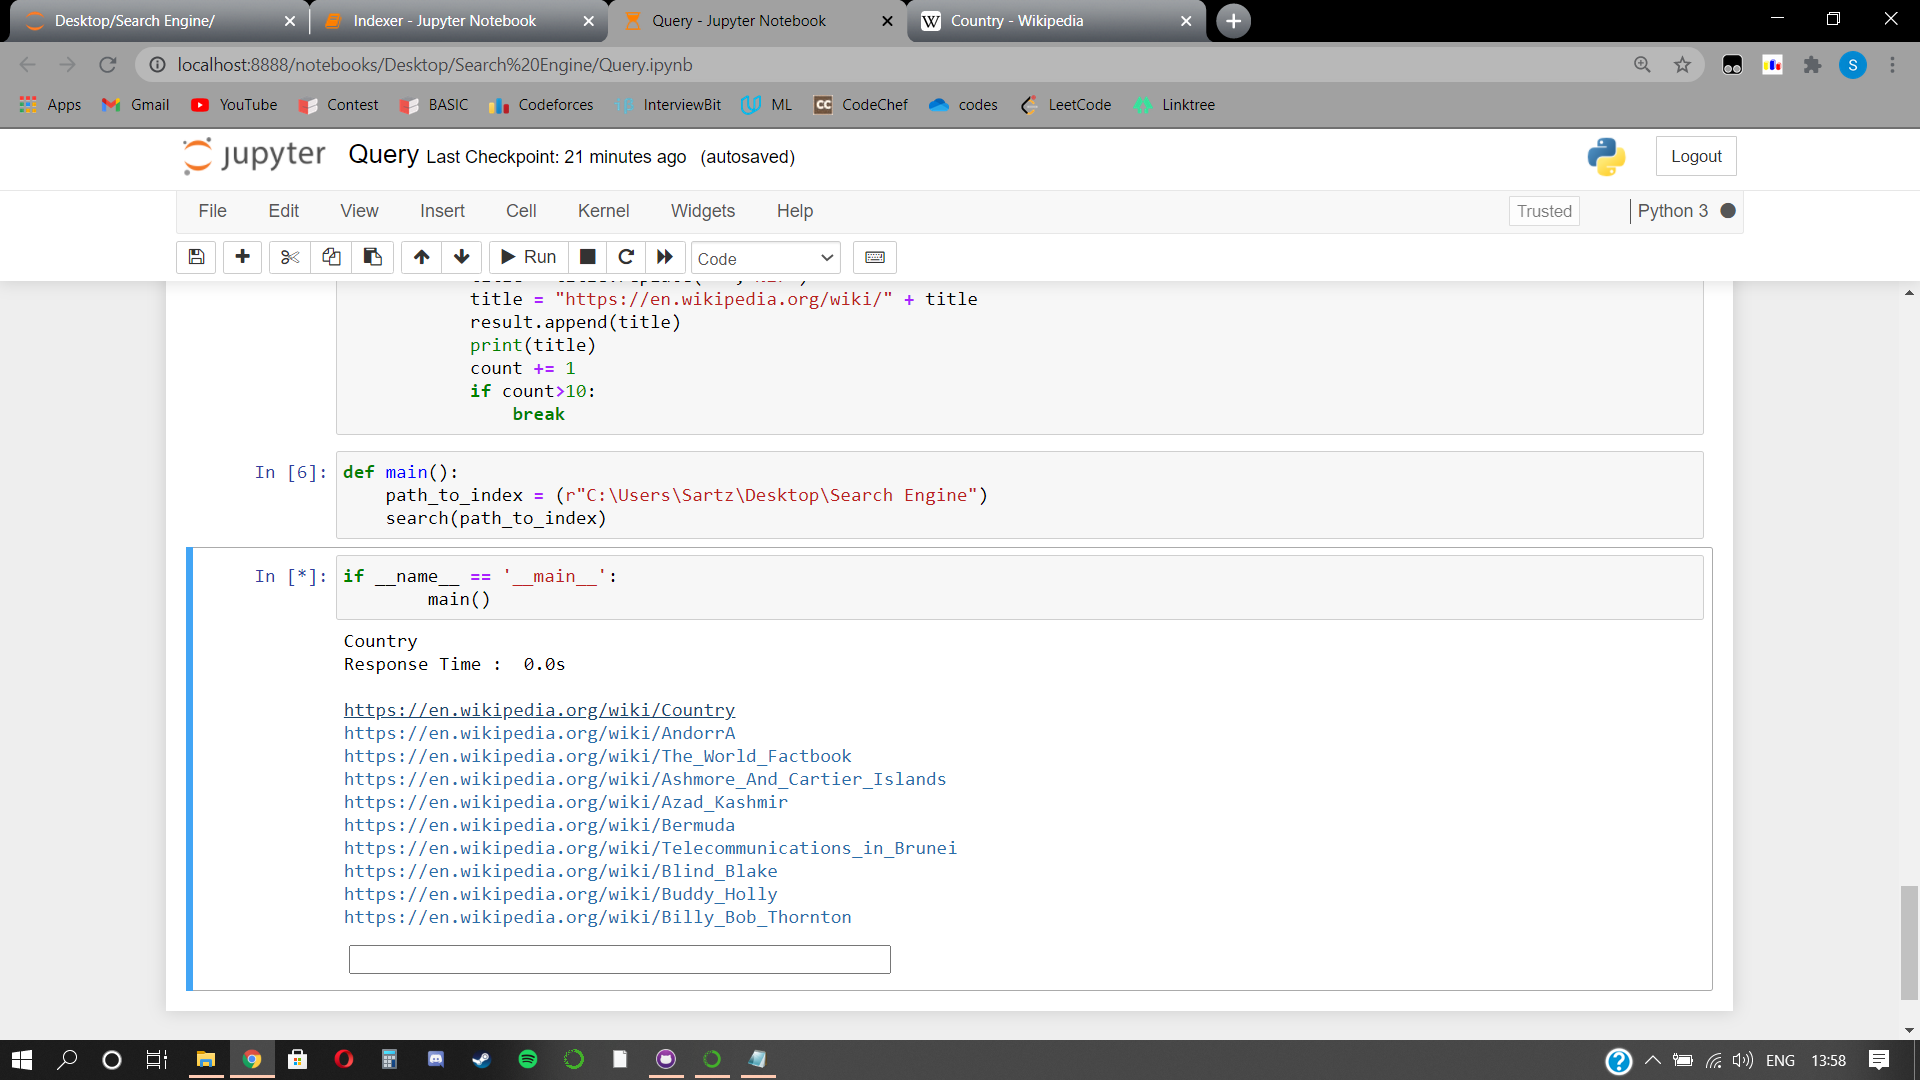 Desktop/Search Engine/
Indexer - Jupyter Notebook
Query - Jupyter Notebook
W Country - Wikipedia
localhost:8888/notebooks/Desktop/Search%20Engine/Query.ipynb
S
Apps Gmail YouTube Contest BASIC Codeforces InterviewBit ML CC CodeChef codes LeetCode Linktree
jupyter Query Last Checkpoint: 21 minutes ago (autosaved)
Logout
File Edit View Insert Cell Kernel Widgets Help
Trusted Python 3
Run Code
title = "https://en.wikipedia.org/wiki/" + title
result.append(title)
print(title)
count += 1
if count>10:
break
In [6]: def main():
path_to_index = (r"C:\Users\Sartz\Desktop\Search Engine")
search(path_to_index)
In [*]: if __name__ == '__main__':
main()
Country
Response Time : 0.0s
https://en.wikipedia.org/wiki/Country
https://en.wikipedia.org/wiki/AndorrA
https://en.wikipedia.org/wiki/The_World_Factbook
https://en.wikipedia.org/wiki/Ashmore_And_Cartier_Islands
https://en.wikipedia.org/wiki/Azad_Kashmir
https://en.wikipedia.org/wiki/Bermuda
https://en.wikipedia.org/wiki/Telecommunications_in_Brunei
https://en.wikipedia.org/wiki/Blind_Blake
https://en.wikipedia.org/wiki/Buddy_Holly
https://en.wikipedia.org/wiki/Billy_Bob_Thornton
ENG 13:58